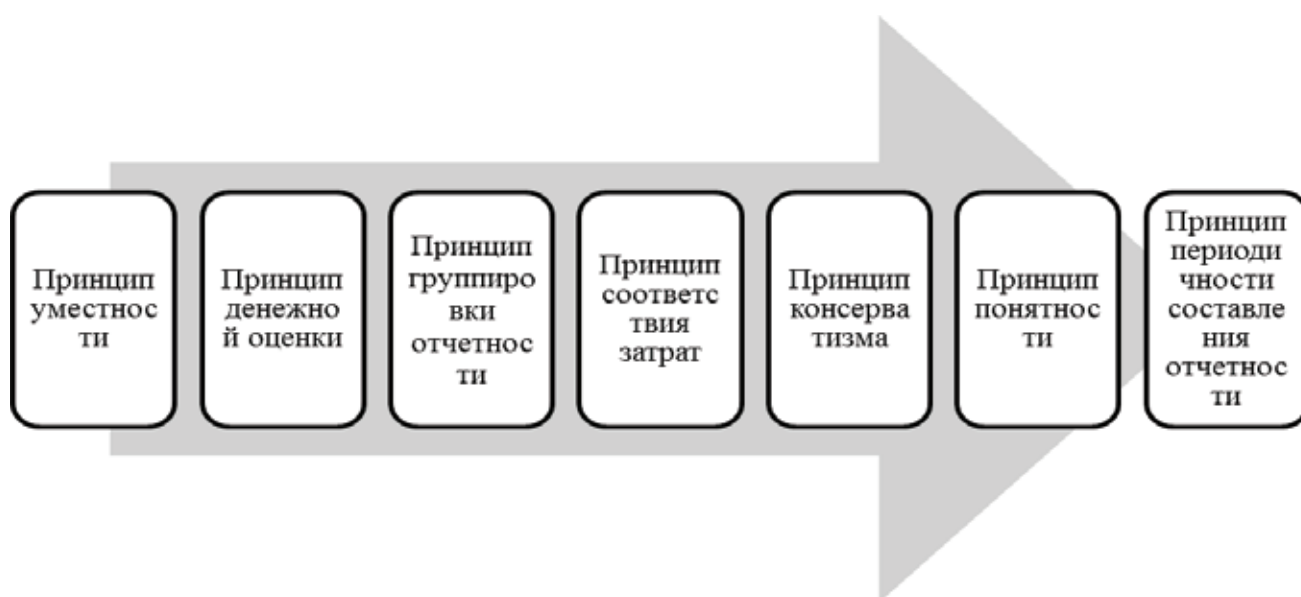 Принцип
уместнос
ти
Принцип
денежно
й оценки
Принцип
группиро
вки
отчетнос
ти
Принцип
соответс
твия
затрат
Принцип
консерва
тизма
Принцип
понятнос
ти
Принцип
периоди
чности
составле
ния
отчетнос
ти